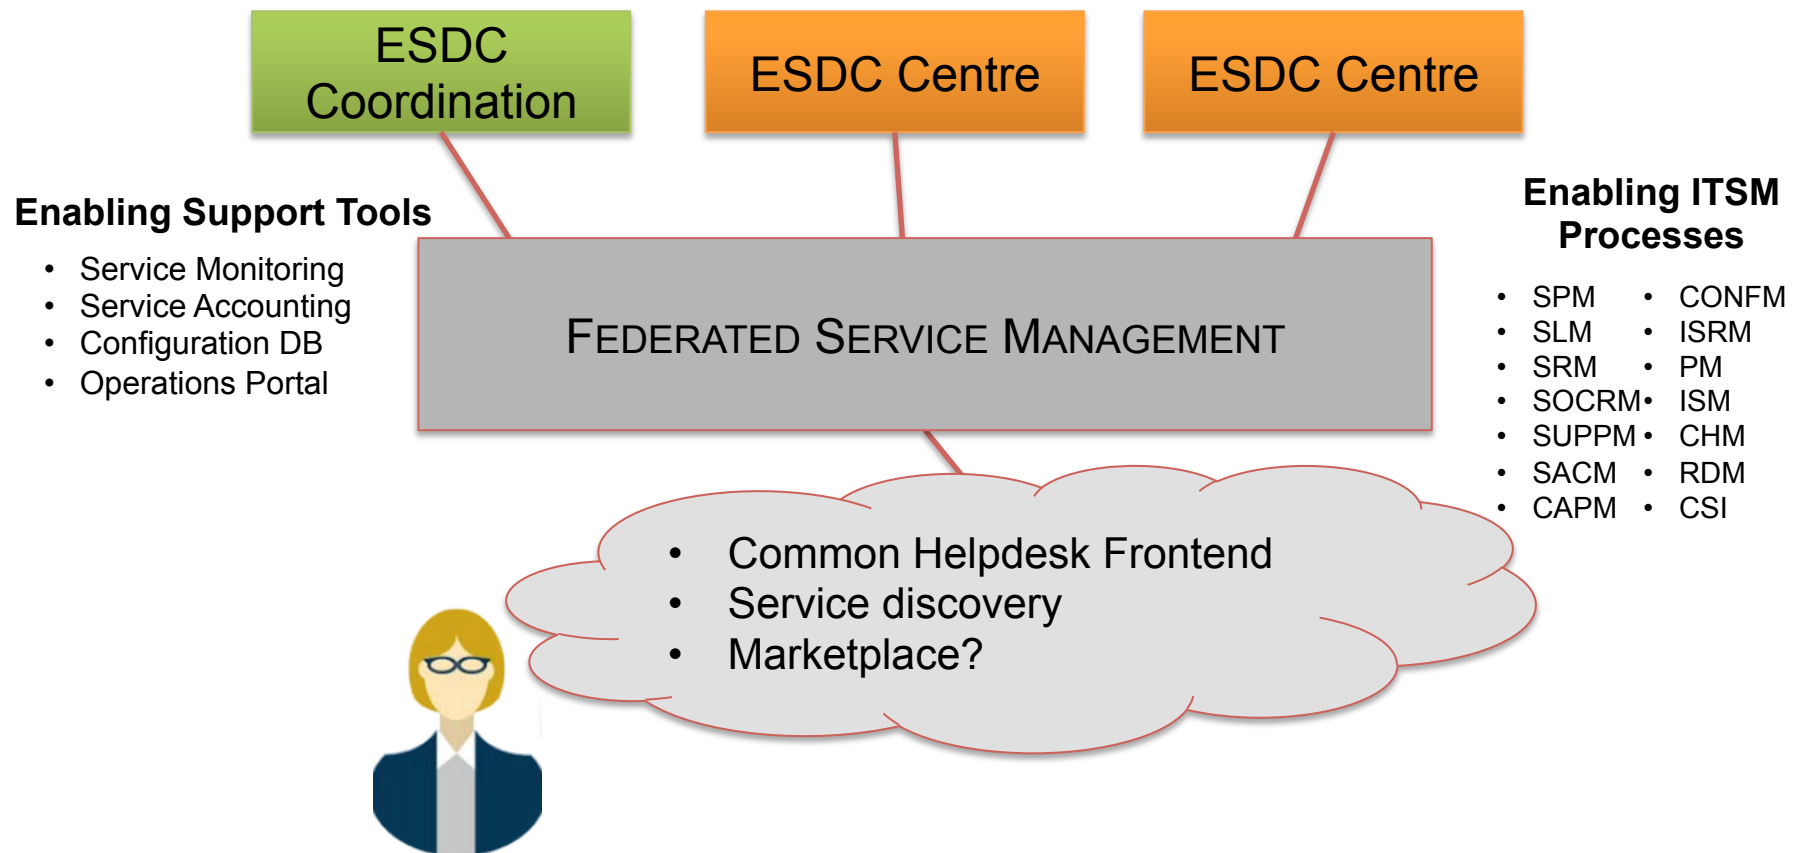 ESDC
Coordination
ESDC Centre
ESDC Centre
Enabling Support Tools
• Service Monitoring
• Service Accounting
• Configuration DB
• Operations Portal
FEDERATED SERVICE MANAGEMENT
Enabling ITSM
Processes
• SPM
• SLM
• SRM
• SOCRM
• SUPPM
• SACM
• CAPM
• CONFM
• ISRM
• PM
• ISM
• CHM
• RDM
• CSI
• Common Helpdesk Frontend
• Service discovery
• Marketplace?